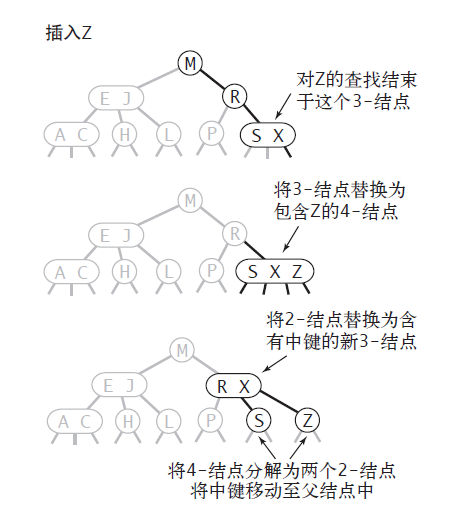 插入Z
M
E J
R
A C
H
L
P
S X
对Z的查找结束
于这个3-结点
M
E J
R
A C
H
L
P
S X Z
将3-结点替换为
包含Z的4-结点
将2-结点替换为含
有中键的新3-结点
M
E J
R X
A C
H
L
P
S
Z
将4-结点分解为两个2-结点
将中键移动至父结点中